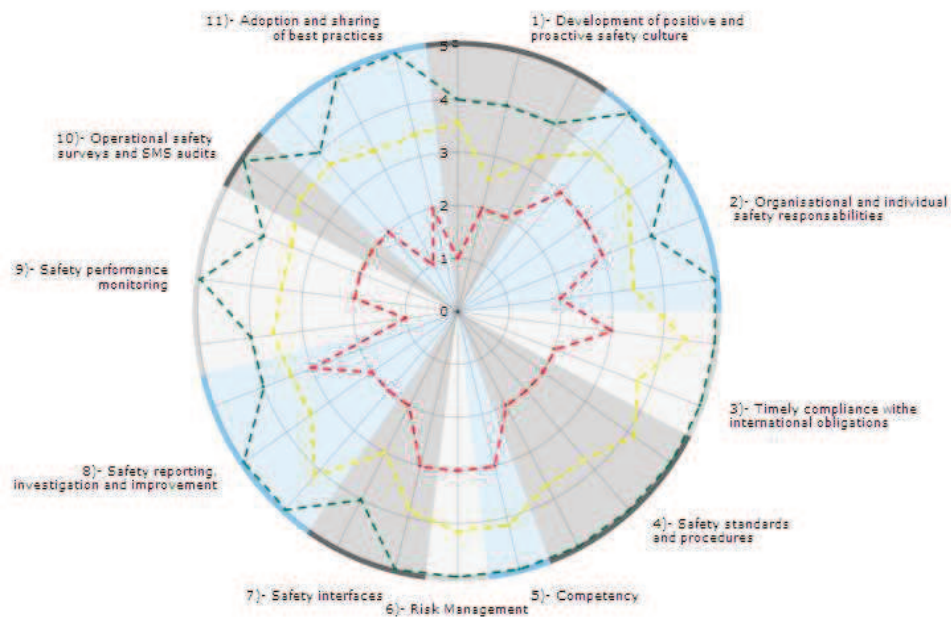 11)- Adoption and sharing
of best practices
1)- Development of positive and
proactive safety culture
10)- Operational safety
surveys and SMS audits
2)- Organisational and individual
safety responsabilities
9)- Safety performance
monitoring
3)- Timely compliance withe
international obligations
8)- Safety reporting,
investigation and improvement
4)- Safety standards
and procedures
7)- Safety interfaces
6)- Risk Management
5)- Competency
5
4
3
2
1
0